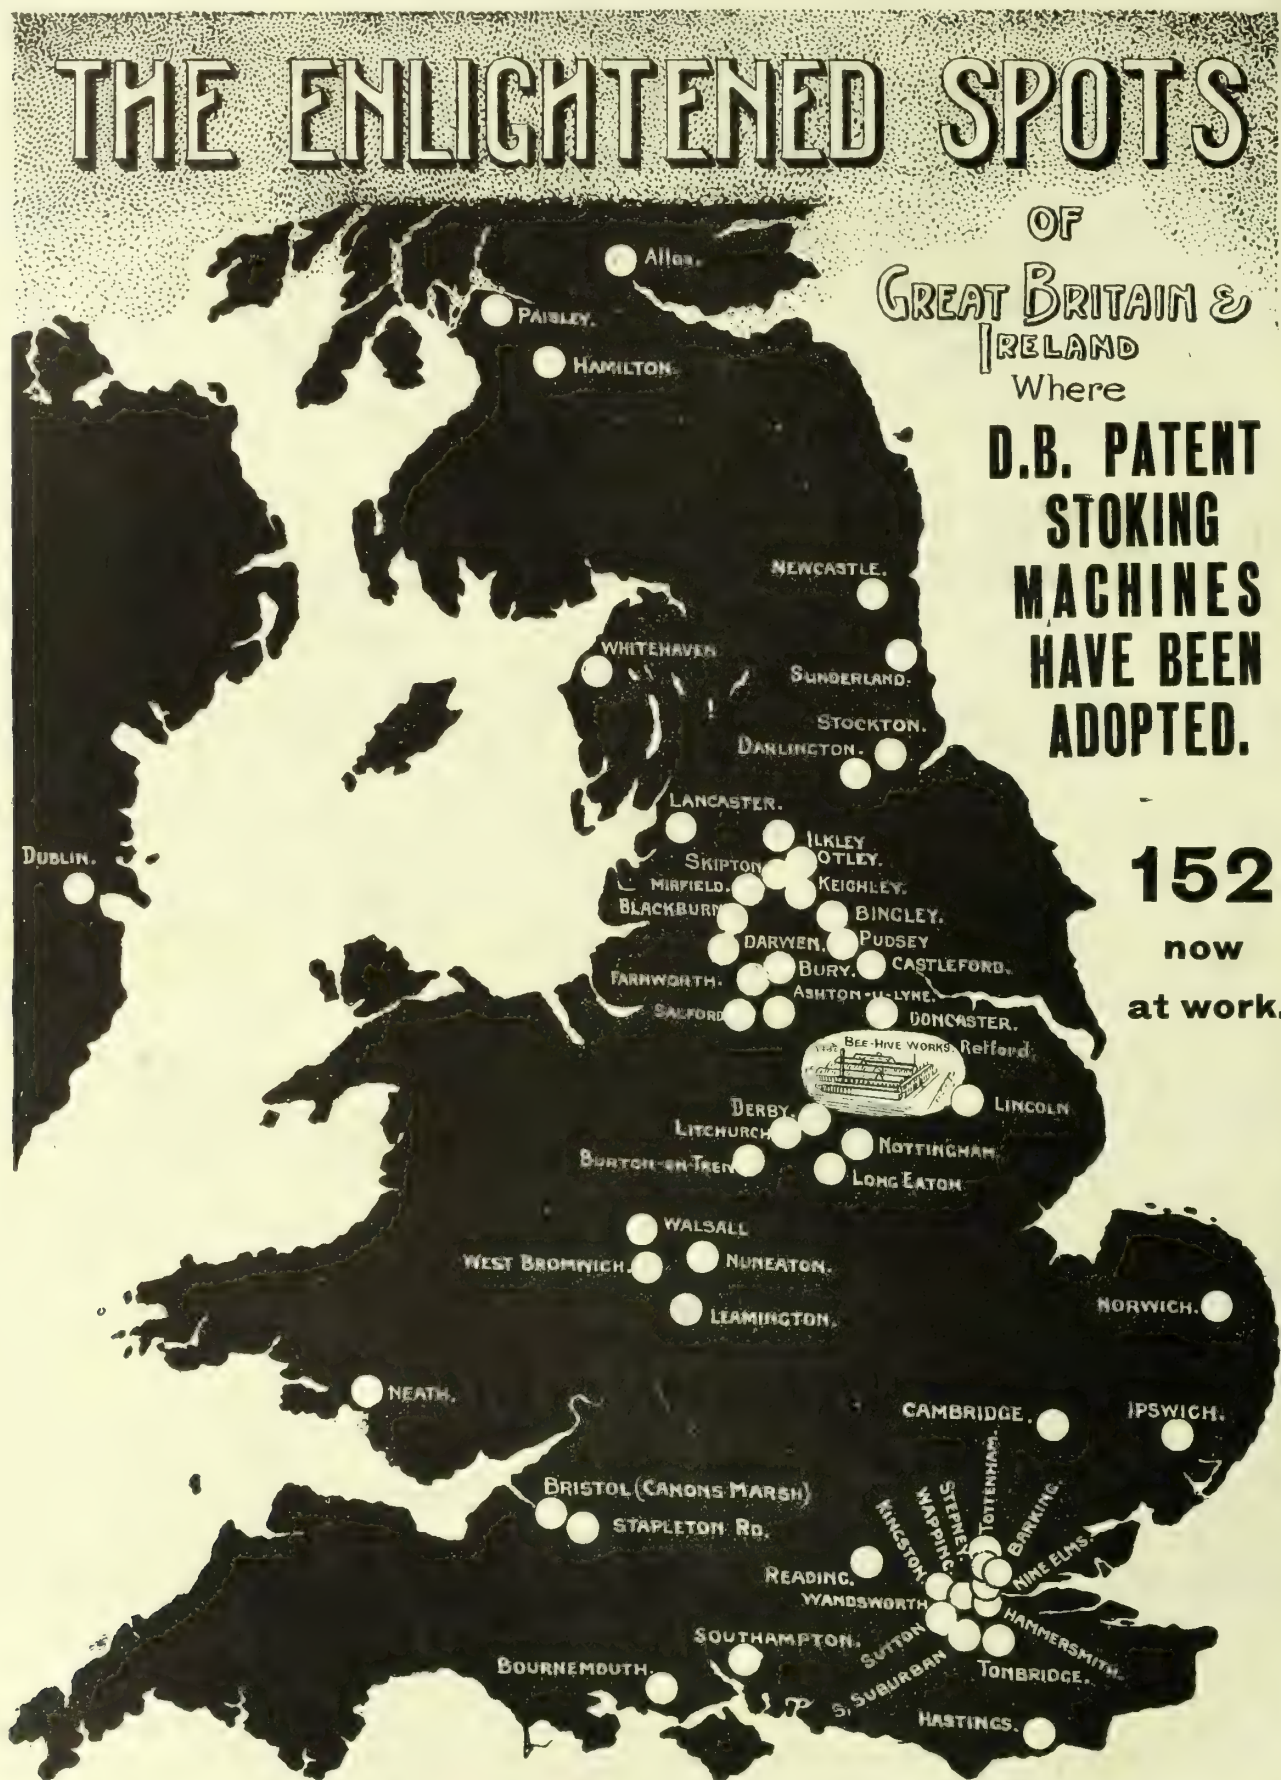 THE ENLIGHTENED SPOTS
OF
GREAT BRITAIN &
IRELAND
Where
D.B. PATENT
STOKING
MACHINES
HAVE BEEN
ADOPTED.
152
now
at work.
Alloa.
PAISLEY.
HAMILTON.
NEWCASTLE.
WHITEHAVEN
SUNDERLAND.
STOCKTON.
DARLINGTON.
LANCASTER.
ILKLEY
OTLEY.
SKIPTON
MIRFIELD.
KEIGHLEY.
BLACKBURN
BINGLEY.
DARWEN.
PUDSEY
BURY.
CASTLEFORD.
FARNWORTH.
ASHTON-U-LYNE.
SALFORD
DONCASTER.
BEE-HIVE WORKS.
Retford.
DUBLIN.
LINCOLN
DERBY.
LITCHURCH
NOTTINGHAM
BURTON-ON-TREN
LONG EATON
WALSALL
WEST BROMWICH.
NUNEATON.
LEAMINGTON.
NORWICH.
NEATH.
CAMBRIDGE.
IPSWICH.
BRISTOL (CANONS MARSH)
STAPLETON RD.
KINGSTON
WAPPING.
STEPNEY.
TOTTENHAM.
BARKING.
NINE ELMS.
READING.
WANDSWORTH
HAMMERSMITH.
SUTTON
S. SUBURBAN
TONBRIDGE.
SOUTHAMPTON.
BOURNEMOUTH.
HASTINGS.